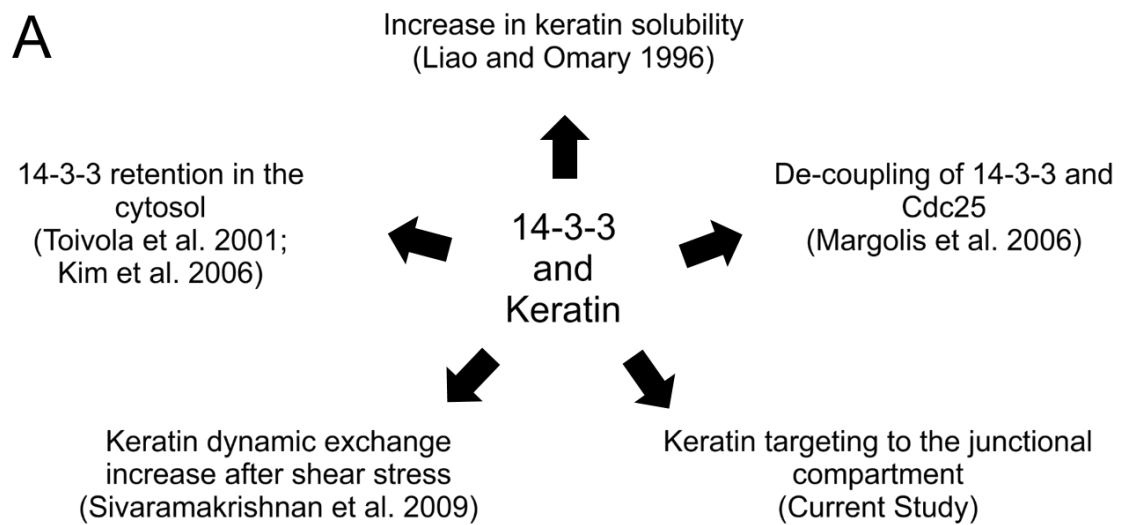 A
Increase in keratin solubility
(Liao and Omary 1996)
14-3-3 retention in the
cytosol
(Toivola et al. 2001;
Kim et al. 2006)
De-coupling of 14-3-3 and
Cdc25
(Margolis et al. 2006)
14-3-3
and
Keratin
Keratin dynamic exchange
increase after shear stress
(Sivaramakrishnan et al. 2009)
Keratin targeting to the junctional
compartment
(Current Study)